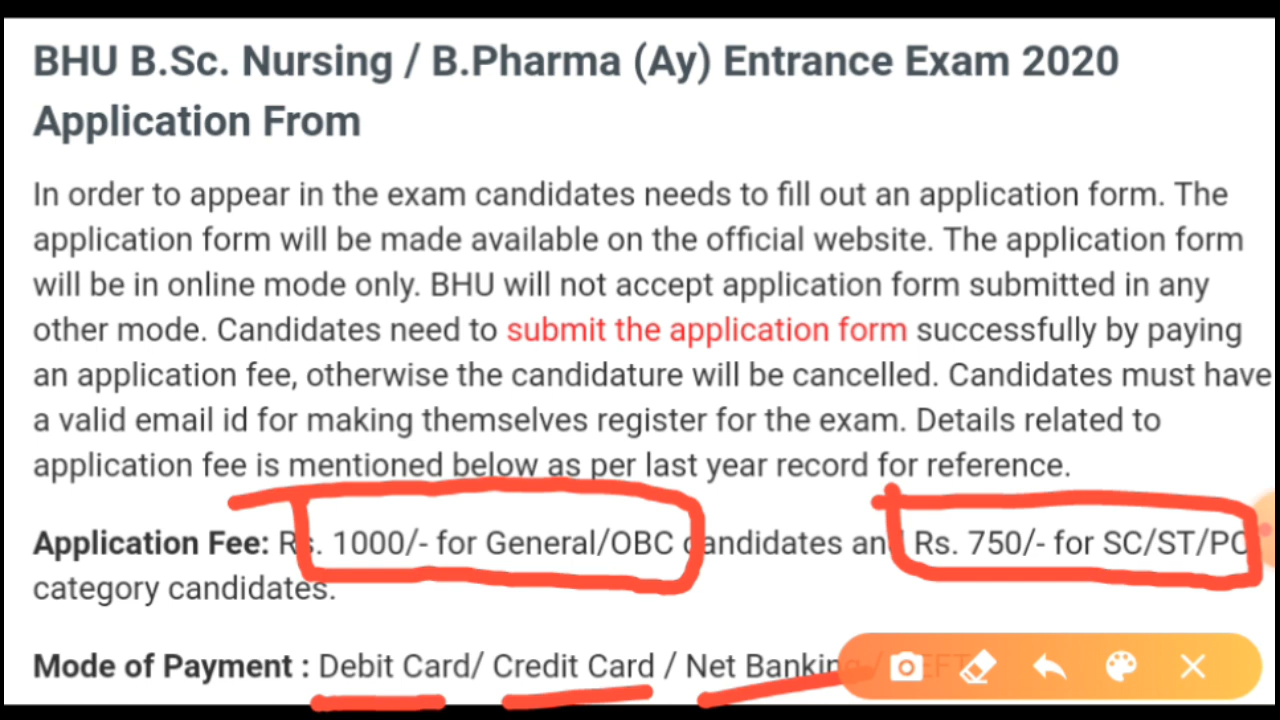 BHU B.Sc. Nursing / B.Pharma (Ay) Entrance Exam 2020
Application From
In order to appear in the exam candidates needs to fill out an application form. The
application form will be made available on the official website. The application form
will be in online mode only. BHU will not accept application form submitted in any
other mode. Candidates need to submit the application form successfully by paying
an application fee, otherwise the candidature will be cancelled. Candidates must have
a valid email id for making themselves register for the exam. Details related to
application fee is mentioned below as per last year record for reference.
Application Fee: Rs. 1000/- for General/OBC candidates and Rs. 750/- for SC/ST/PC
category candidates.
Mode of Payment : Debit Card/ Credit Card / Net Banking /